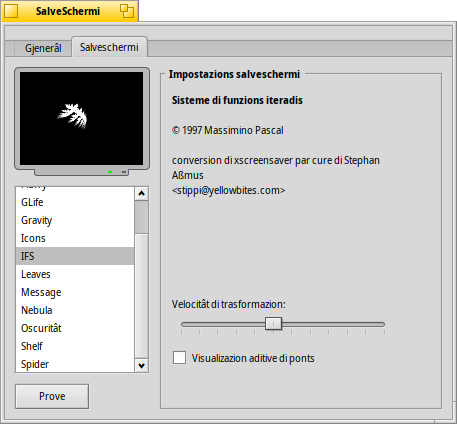 SalveSchermi
Gjenerâl
Salveschermi
GLife
Gravity
Icons
IFS
Leaves
Message
Nebula
Oscuritât
Shelf
Spider
Prove
Impostazions salveschermi
Sisteme di funzions iteradis
© 1997 Massimino Pascal
conversion di xscreensaver par cure di Stephan
Aßmus
<stippi@yellowbites.com>
Velocitât di trasformazion:
Visualizazion aditive di ponts